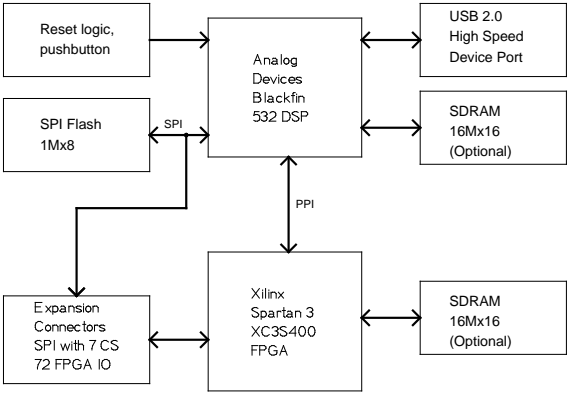 Reset logic,
pushbutton
Analog
Devices
Blackfin
532 DSP
USB 2.0
High Speed
Device Port
SPI Flash
1Mx8
SPI
SDRAM
16Mx16
(Optional)
PPI
Expansion
Connectors
SPI with 7 CS
72 FPGA IO
Xilinx
Spartan 3
XC3S400
FPGA
SDRAM
16Mx16
(Optional)